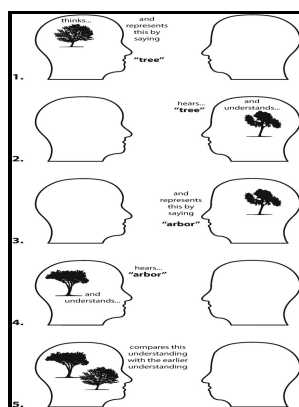 thinks...
and
represents
this by
saying
"tree"
1.
hears...
"tree"
and
understands...
2.
and
represents
this by
saying
"arbor"
3.
hears...
"arbor"
and
understands...
4.
compares this
understanding
with the earlier
understanding
5.